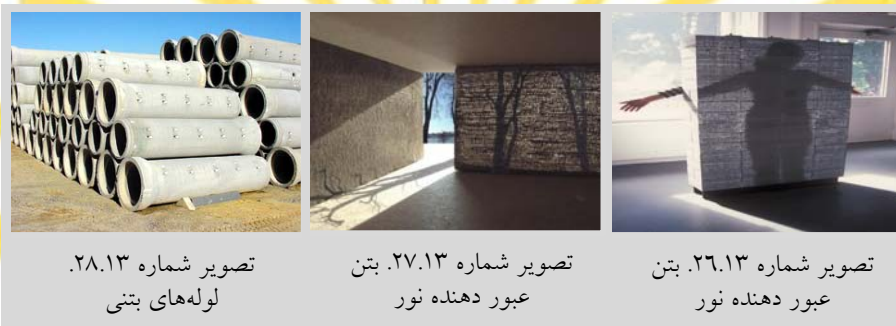 تصویر شماره ۲٦.۱۳. بتن
عبور دهنده نور
تصویر شماره ۲۷.۱۳. بتن
عبور دهنده نور
تصویر شماره ۲۸.۱۳.
لوله‌های بتنی